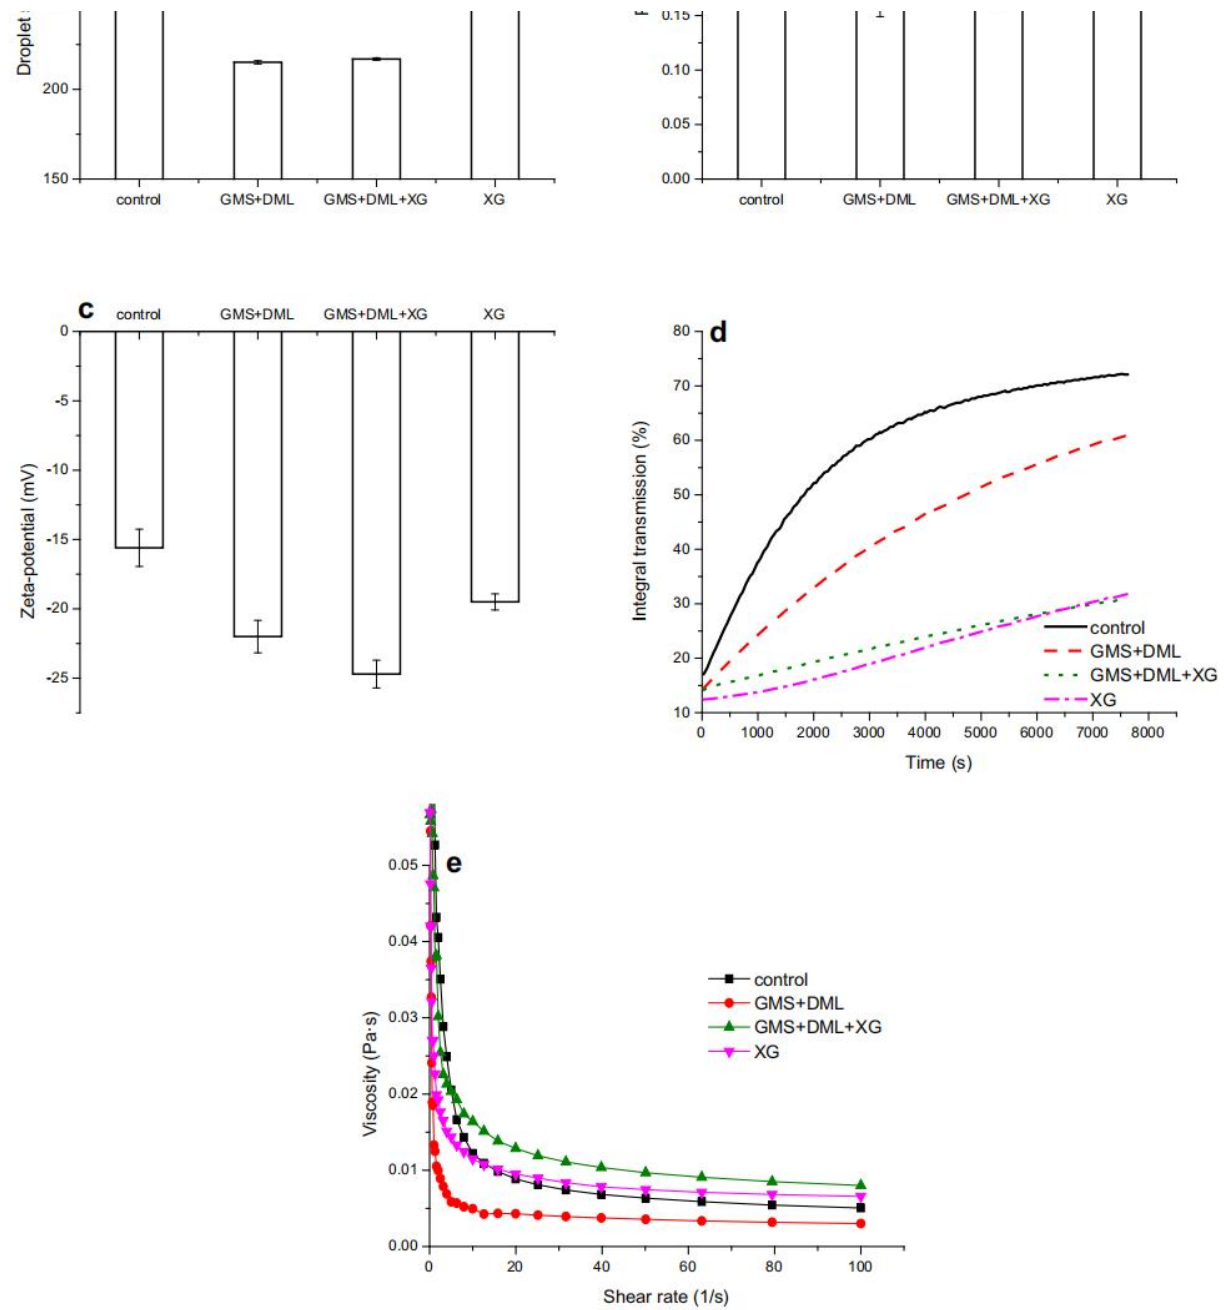 Droplet
200
150
control GMS+DML GMS+DML+XG XG
0.15
0.10
0.05
0.00
control GMS+DML GMS+DML+XG XG
c
control GMS+DML GMS+DML+XG XG
0
-5
-10
-15
-20
-25
Zeta-potential (mV)
d
80
70
60
50
40
30
20
10
Integral transmission (%)
control
GMS+DML
GMS+DML+XG
XG
0 1000 2000 3000 4000 5000 6000 7000 8000
Time (s)
e
0.05
0.04
0.03
0.02
0.01
0.00
Viscosity (Pa·s)
control
GMS+DML
GMS+DML+XG
XG
0 20 40 60 80 100
Shear rate (1/s)